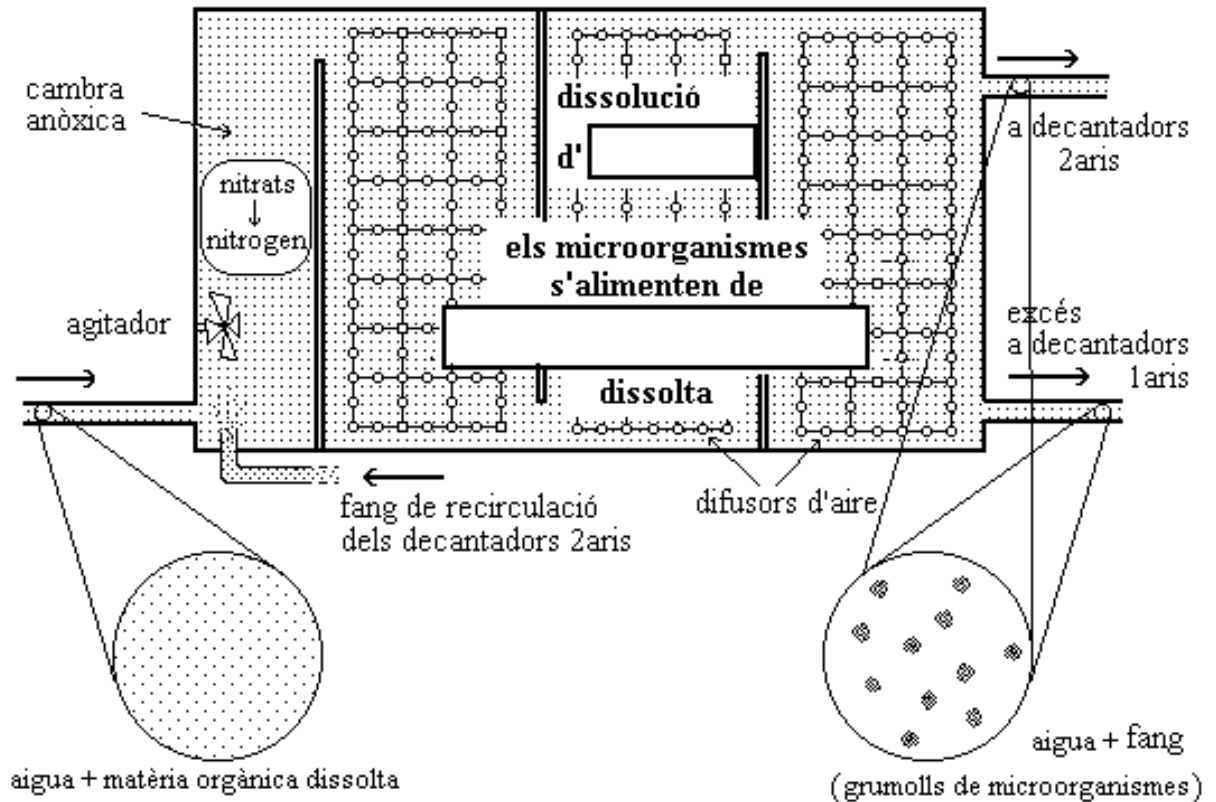 cambra
anòxica
nitrats
nitrogen
agitador
dissolució
d'
els microorganismes
s'alimenten de
dissolta
a decantadors
2aris
excés
a decantadors
1aris
fang de recirculació
dels decantadors 2aris
difusors d'aire
aigua + matèria orgànica dissolta
aigua + fang
(grumolls de microorganismes)